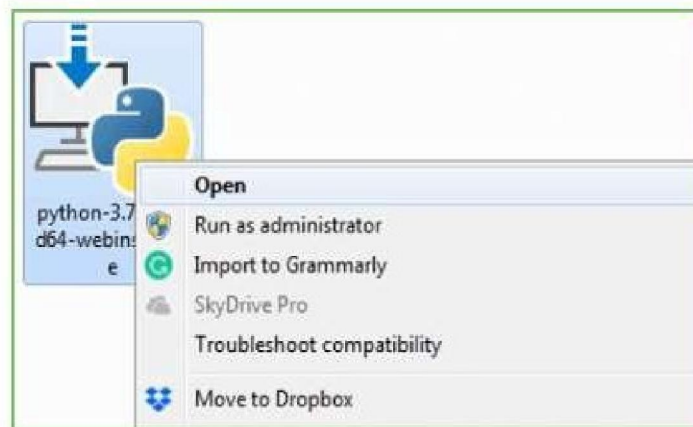 python-3.7
d64-webins
e
Open
Run as administrator
Import to Grammarly
SkyDrive Pro
Troubleshoot compatibility
Move to Dropbox